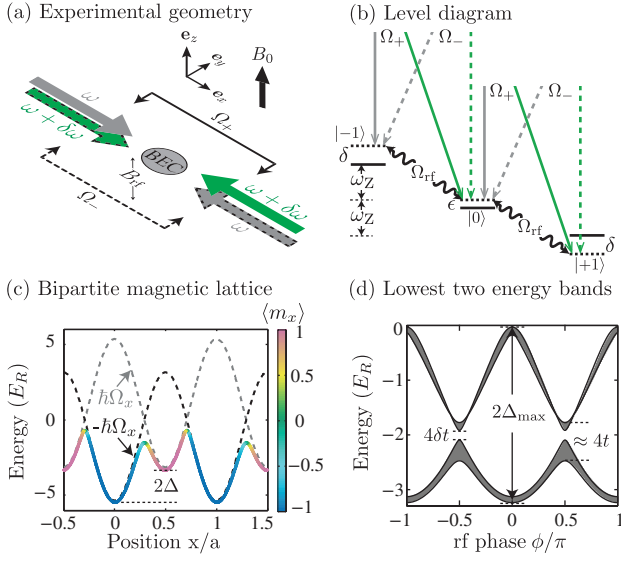 (a) Experimental geometry
e_z
e_y
e_x
B_0
ω
ω + δω
Ω_+
BEC
B_rf
Ω_−
ω + δω
ω
(b) Level diagram
Ω_+ Ω_−
|−1⟩
δ
ω_Z
ω_Z
Ω_rf
ϵ
|0⟩
Ω_+ Ω_−
Ω_rf
δ
|+1⟩
(c) Bipartite magnetic lattice
⟨m_x⟩
Energy (E_R)
5
0
−5
ℏΩ_x
-ℏΩ_x
2Δ
-0.5 0 0.5 1 1.5
Position x/a
1
0.5
0
−0.5
−1
(d) Lowest two energy bands
Energy (E_R)
0
−1
−2
−3
4δt
2Δ_max
≈ 4t
−1 −0.5 0 0.5 1
rf phase ϕ/π